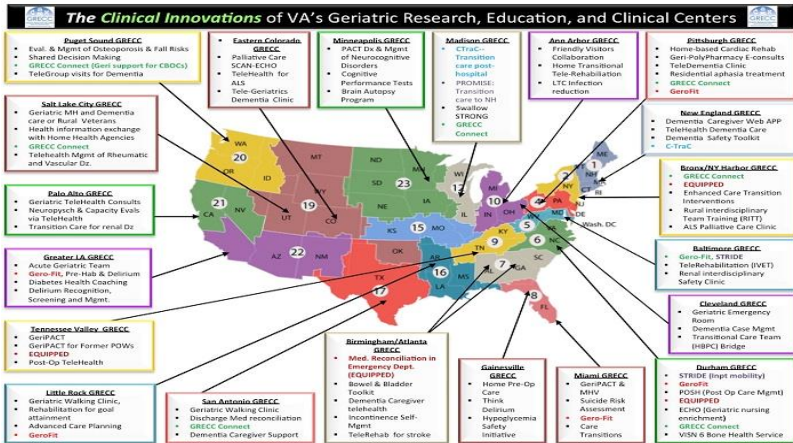 The Clinical Innovations of VA's Geriatric Research, Education, and Clinical Centers
GRECC
GRECC
Puget Sound GRECC
• Eval. & Mgmt of Osteoporosis & Fall Risks
• Shared Decision Making
• GRECC Connect (Geri support for CBOCs)
• TeleGroup visits for Dementia
Eastern Colorado
GRECC
• Palliative Care
SCAN-ECHO
• TeleHealth for
ALS
• Tele-Geriatrics
Dementia Clinic
Minneapolis GRECC
• PACT Dx & Mgmt
of Neurocognitive
Disorders
• Cognitive
Performance Tests
• Brain Autopsy
Program
Madison GRECC
• CTraC--
Transition
care post-
hospital
• PROMISE:
Transition
care to NH
• Swallow
STRONG
• GRECC
Connect
Ann Arbor GRECC
• Friendly Visitors
Collaboration
• Home Transitional
Tele-Rehabiliation
• LTC Infection
reduction
Pittsburgh GRECC
• Home-based Cardiac Rehab
• Geri-PolyPharmacy E-consults
• TeleDementia Clinic
• Residential aphasia treatment
• GRECC Connect
• GeroFit
Salt Lake City GRECC
• Geriatric MH and Dementia
care or Rural Veterans
• Health information exchange
with Home Health Agencies
• GRECC Connect
• Telehealth Mgmt of Rheumatic
and Vascular Dz.
New England GRECC
• Dementia Caregiver Web APP
• TeleHealth Dementia Care
• Dementia Safety Toolkit
• C-TraC
Bronx/NY Harbor GRECC
• GRECC Connect
• EQUIPPED
• Enhanced Care Transition
Interventions
• Rural interdisciplinary
Team Training (RITT)
• ALS Palliative Care Clinic
Palo Alto GRECC
• Geriatric TeleHealth Consults
• Neuropsych & Capacity Evals
via TeleHealth
• Transition Care for renal Dz
Greater LA GRECC
• Acute Geriatric Team
• Gero-Fit, Pre-Hab & Delirium
• Diabetes Health Coaching
• Delirium Recognition,
Screening and Mgmt.
Baltimore GRECC
• Gero-Fit, STRIDE
• TeleRehabilitation (IVET)
• Renal interdisciplinary
Safety Clinic
Cleveland GRECC
• Geriatric Emergency
Room
• Dementia Case Mgmt
• Transitional Care Team
(HBPC) Bridge
Tennessee Valley GRECC
• GeriPACT
• GeriPACT for Former POWs
• EQUIPPED
• Post-Op TeleHealth
Little Rock GRECC
• Geriatric Walking Clinic,
Rehabilitation for goal
attainment
• Advanced Care Planning
• GeroFit
San Antonio GRECC
• Geriatric Walking Clinic
• Discharge Med reconciliation
• GRECC Connect
• Dementia Caregiver Support
Birmingham/Atlanta
GRECC
• Med. Reconciliation in
Emergency Dept.
(EQUIPPED)
• Bowel & Bladder
Toolkit
• Dementia Caregiver
telehealth
• Incontinence Self-
Mgmt
• TeleRehab for stroke
Gainesville
GRECC
• Home Pre-Op
Care
• Think
Delirium
• Hypoglycemia
Safety
Initiative
Miami GRECC
• GeriPACT &
MHV
• Suicide Risk
Assessment
• Gero-Fit
• Care
Transitions
Durham GRECC
• STRIDE (Inpt mobility)
• GeroFit
• POSH (Post Op Care Mgmt)
• EQUIPPED
• ECHO (Geriatric nursing
enrichment)
• GRECC Connect
• VISN 6 Bone Health Service
WA
20
OR
ID
MT
WY
19
UT
CO
21
CA
NV
22
AZ
NM
ND
SD
23
NE
IA
WI
12
IL
10
IN
OH
15
KS
MO
OK
TX
17
AR
16
LA
MS
9
TN
KY
7
GA
SC
8
FL
6
NC
5
4
PA
NJ
DE
MD
Wash. DC
2
NY
1
ME
NH
CT
RI